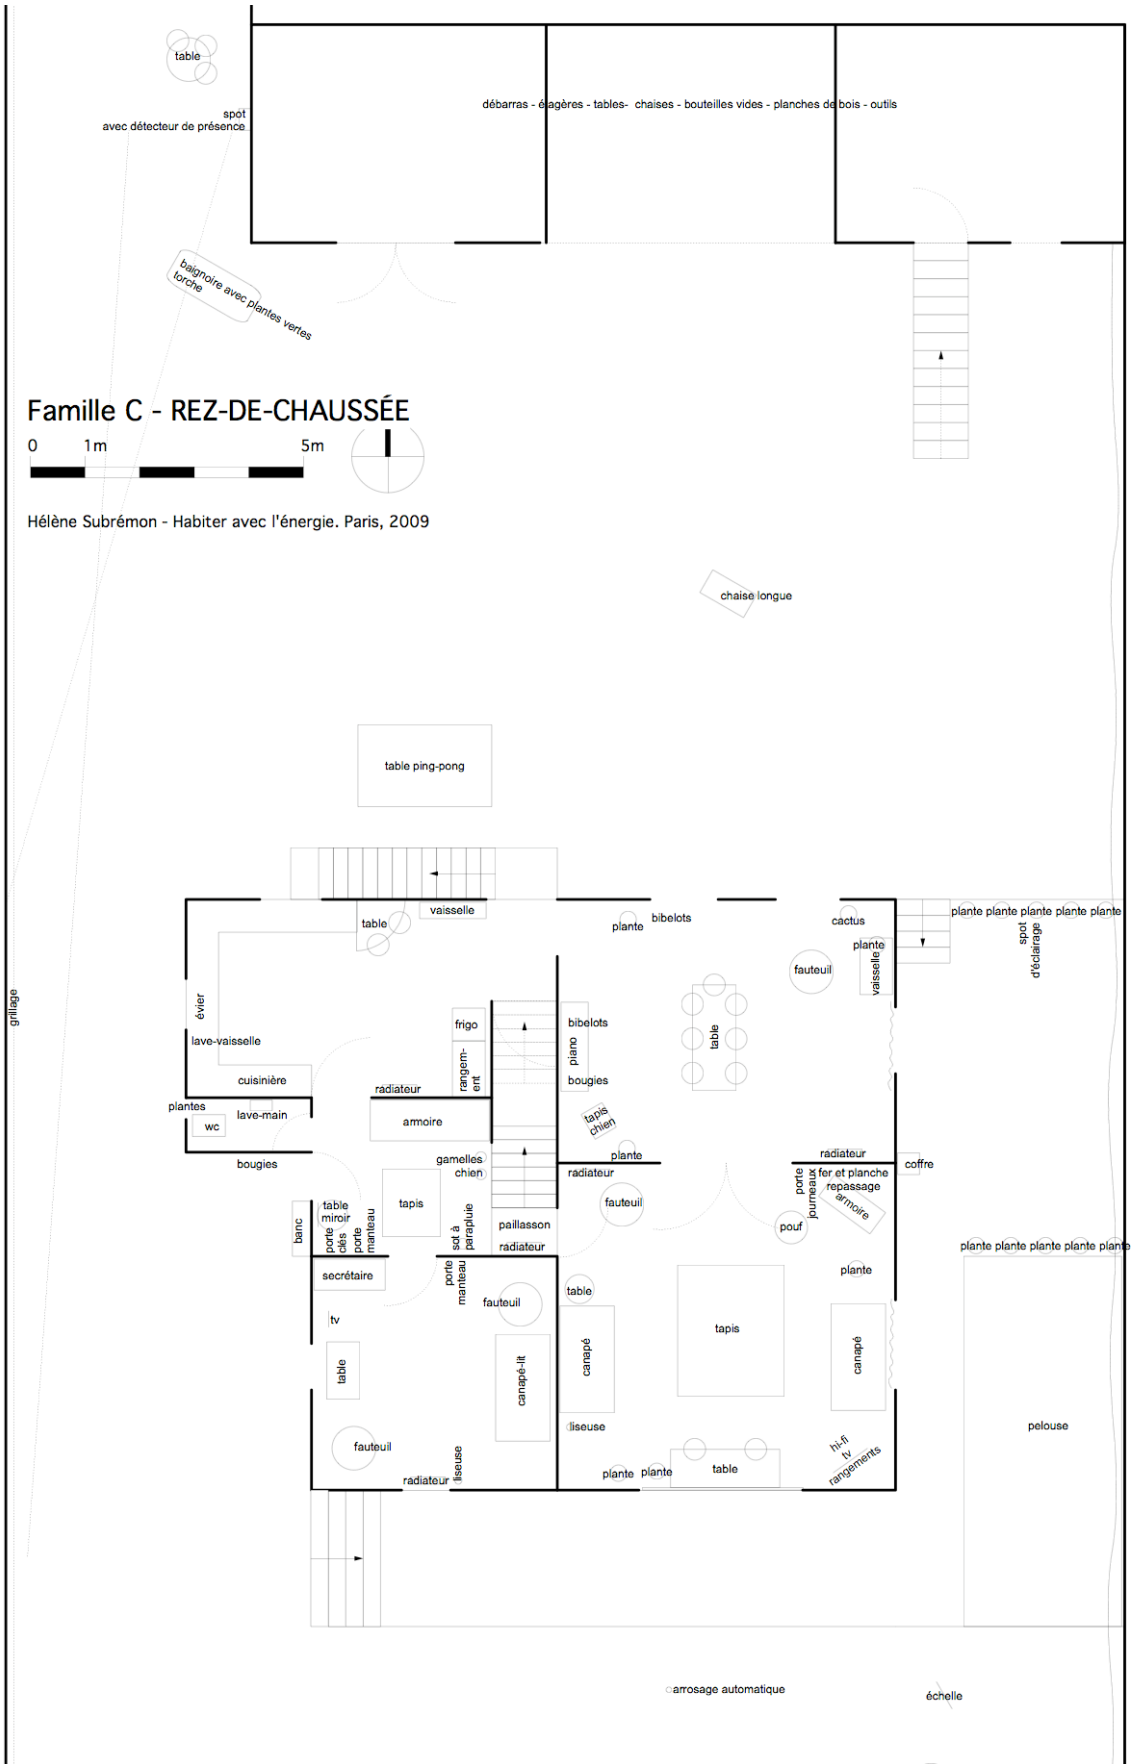 table
débarras - étagères - tables- chaises - bouteilles vides - planches de bois - outils
spot
avec détecteur de présence
baignoire avec plantes vertes
torche
Famille C - REZ-DE-CHAUSSÉE
0 1m 5m
Hélène Subrémon - Habiter avec l'énergie. Paris, 2009
chaise longue
table ping-pong
grillage
vaisselle
table
plante
bibelots
cactus
plante
vaisselle
fauteuil
plante plante plante plante plante
spot
d'éclairage
évier
lave-vaisselle
cuisinière
frigo
rangem-
ent
radiateur
bibelots
piano
bougies
table
tapis
chien
plante
plantes
wc
lave-main
bougies
armoire
gamelles
chien
radiateur
radiateur
coffre
fer et planche
repassage
armoire
porte
journeaux
pouf
fauteuil
banc
table
miroir
porte
clés
porte
manteau
tapis
sot à
parapluie
paillasson
radiateur
plante plante plante plante plante
secrétaire
porte
manteau
fauteuil
tv
table
canapé-lit
fauteuil
radiateur
liseuse
table
canapé
tapis
plante
canapé
liseuse
plante
plante
table
hi-fi
tv
rangements
pelouse
arrosage automatique
échelle